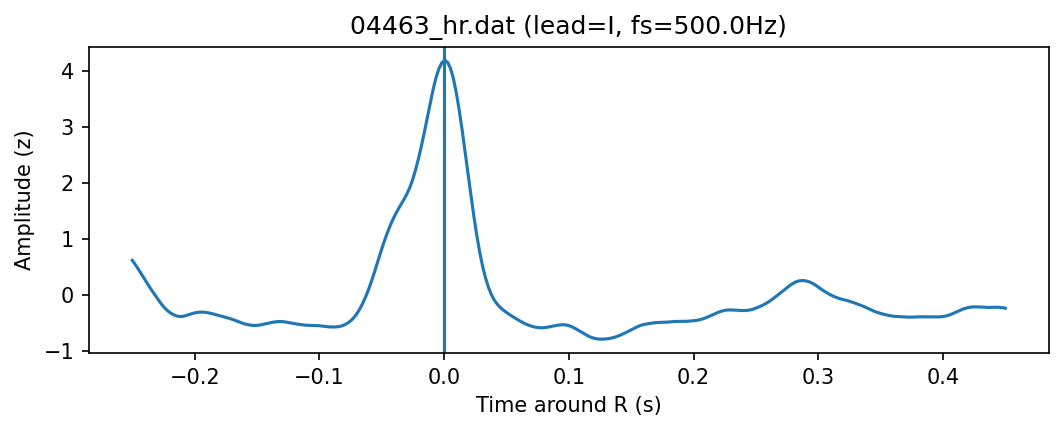 04463_hr.dat (lead=I, fs=500.0Hz)
Amplitude (z)
4
3
2
1
0
−1
−0.2 −0.1 0.0 0.1 0.2 0.3 0.4
Time around R (s)